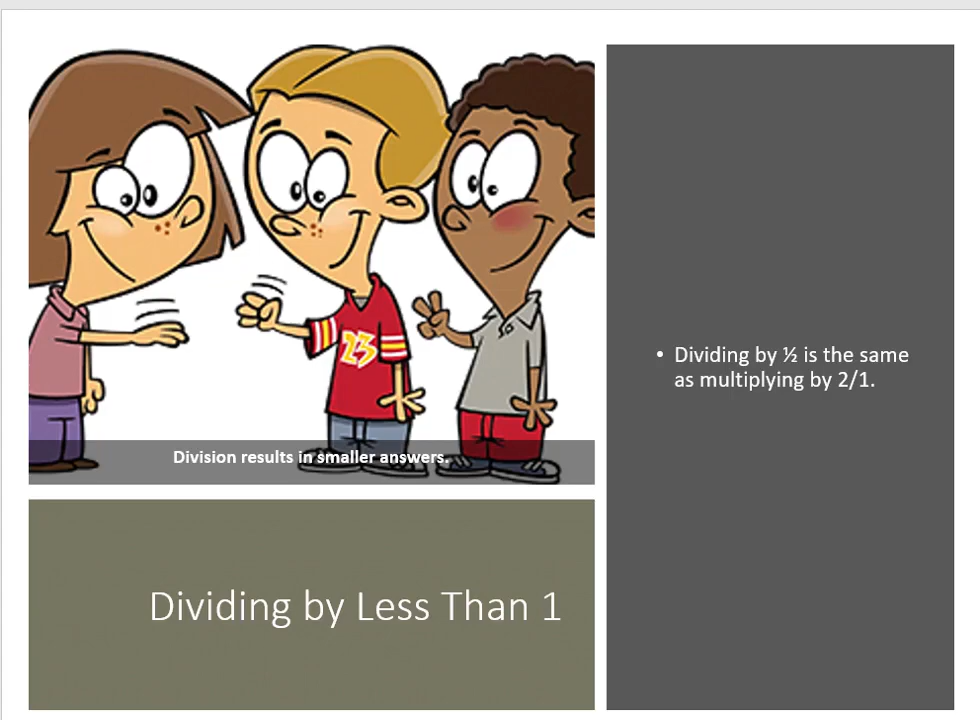 23
Division results in smaller answers.
• Dividing by ½ is the same
as multiplying by 2/1.
Dividing by Less Than 1